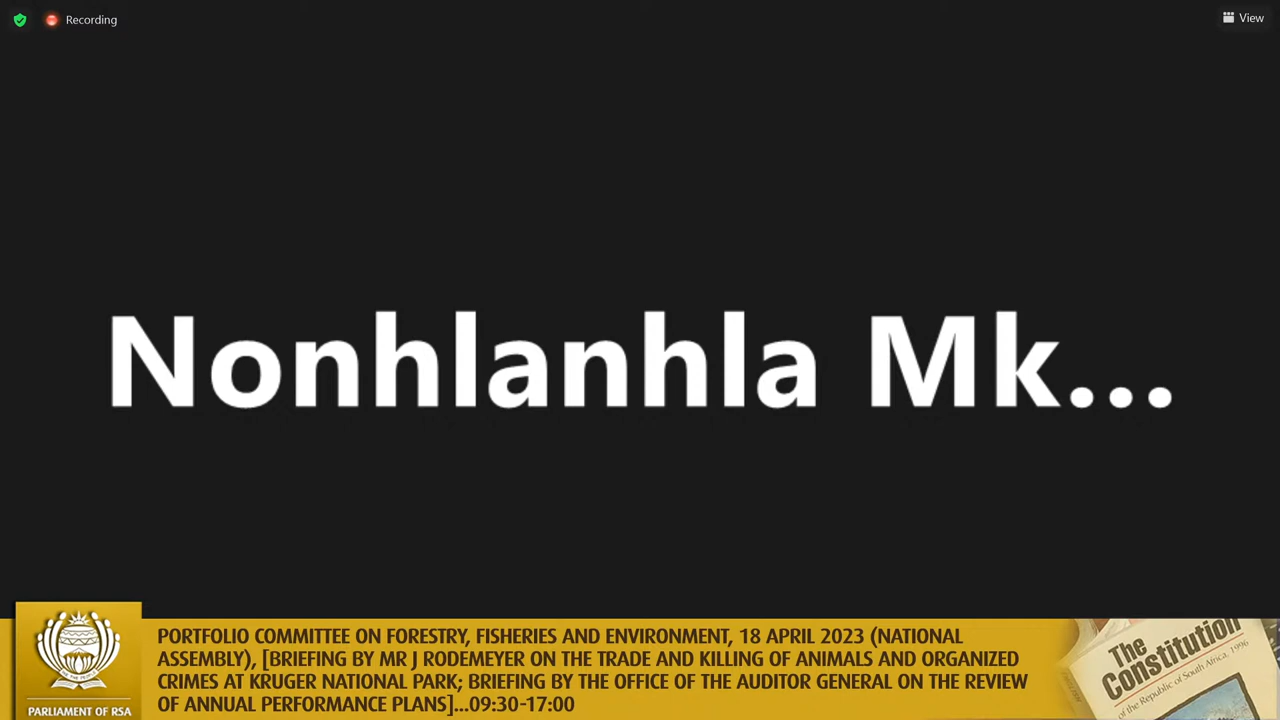 Recording
View
Nonhlanhla Mk...
PORTFOLIO COMMITTEE ON FORESTRY, FISHERIES AND ENVIRONMENT, 18 APRIL 2023 (NATIONAL
ASSEMBLY), [BRIEFING BY MR J RODEMEYER ON THE TRADE AND KILLING OF ANIMALS AND ORGANIZED
CRIMES AT KRUGER NATIONAL PARK; BRIEFING BY THE OFFICE OF THE AUDITOR GENERAL ON THE REVIEW
OF ANNUAL PERFORMANCE PLANS]...09:30-17:00
PARLIAMENT OF RSA
The
Constitution
of the Republic of South Africa, 1996